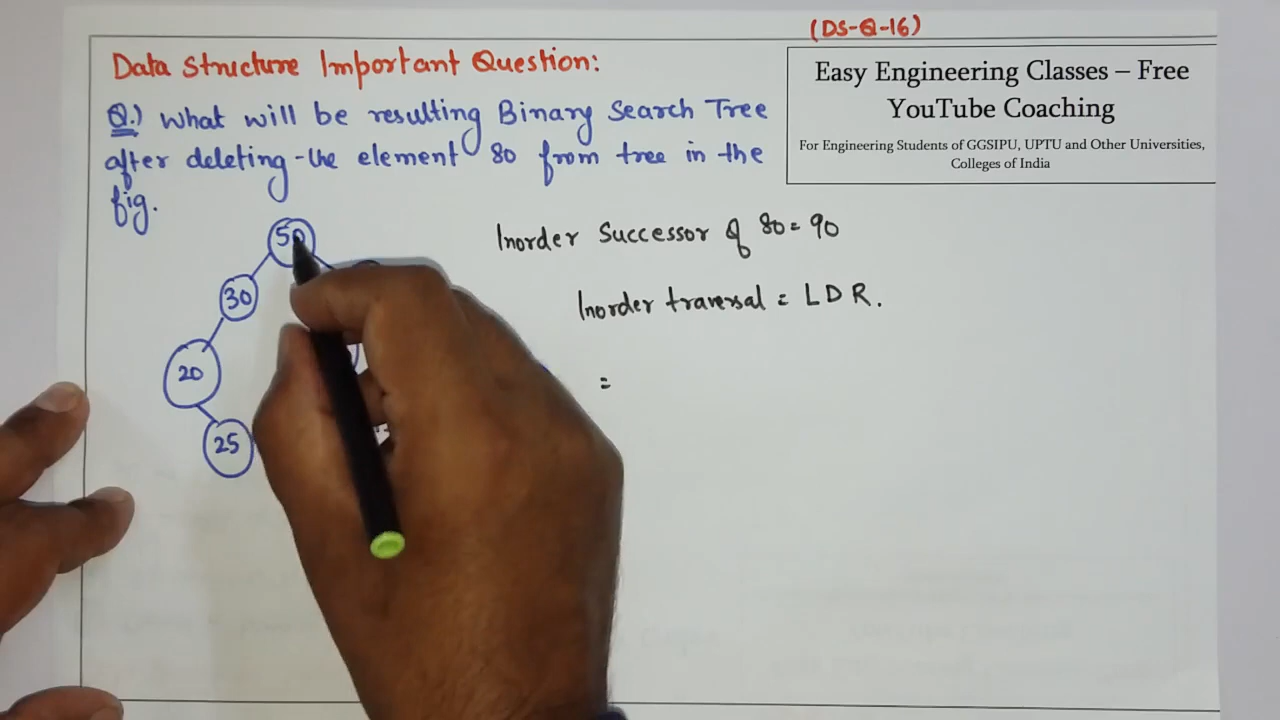 (DS-Q-16)
Data Structure Important Question:
Easy Engineering Classes – Free
YouTube Coaching
For Engineering Students of GGSIPU, UPTU and Other Universities,
Colleges of India
Q.) What will be resulting Binary Search Tree
after deleting the element 80 from tree in the
fig.
Inorder Successor of 80 = 90
Inorder traversal = LDR.
=
50
30
20
25